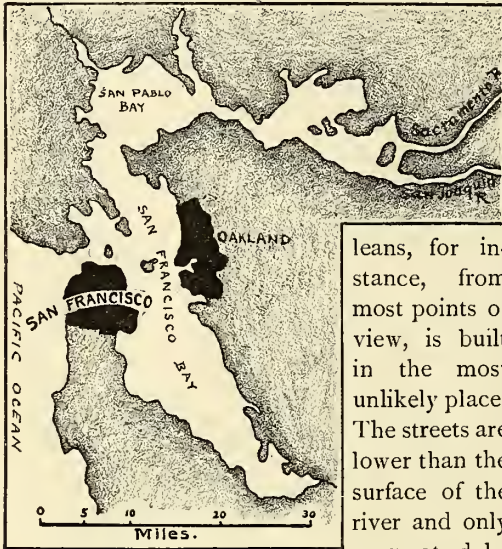 SAN PABLO
BAY
Sacramento R
San Joaquin
R
OAKLAND
SAN FRANCISCO BAY
SAN FRANCISCO
PACIFIC OCEAN
0 5 10 20 30
Miles.
leans, for in-
stance, from
most points o
view, is built
in the most
unlikely place
The streets are
lower than the
surface of the
river and only